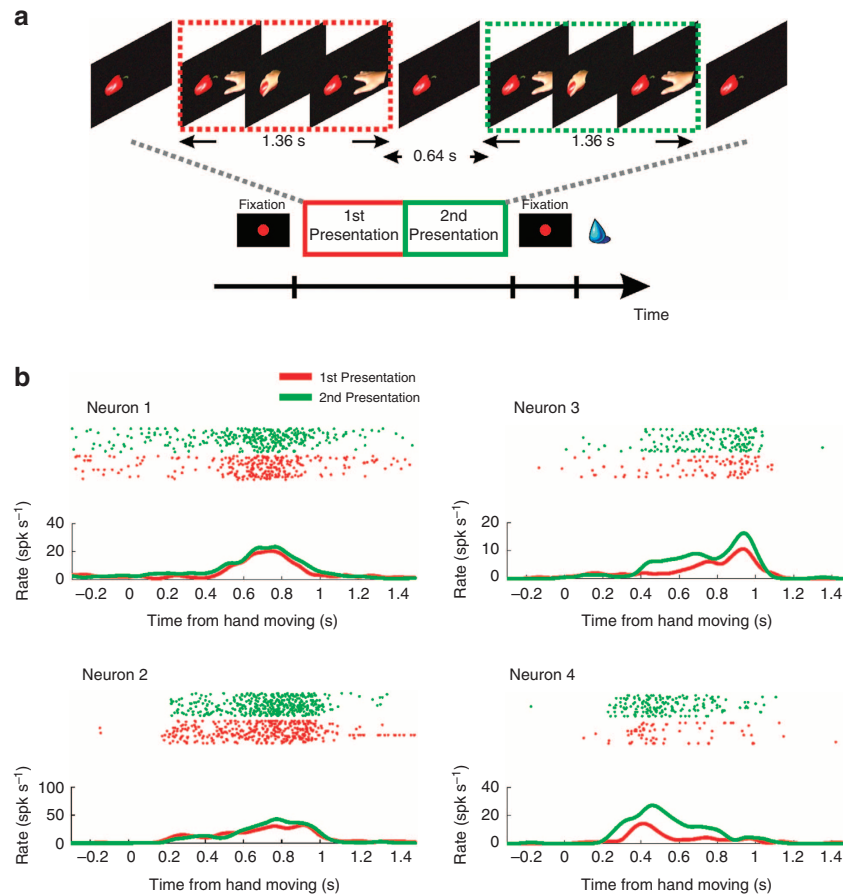 a
1.36 s
0.64 s
1.36 s
Fixation
1st
Presentation
2nd
Presentation
Fixation
Time
b
1st Presentation
2nd Presentation
Neuron 1
40
20
0
Rate (spk s⁻¹)
−0.2 0 0.2 0.4 0.6 0.8 1 1.2 1.4
Time from hand moving (s)
Neuron 3
20
10
0
Rate (spk s⁻¹)
−0.2 0 0.2 0.4 0.6 0.8 1 1.2 1.4
Time from hand moving (s)
Neuron 2
100
50
0
Rate (spk s⁻¹)
−0.2 0 0.2 0.4 0.6 0.8 1 1.2 1.4
Time from hand moving (s)
Neuron 4
40
20
0
Rate (spk s⁻¹)
−0.2 0 0.2 0.4 0.6 0.8 1 1.2 1.4
Time from hand moving (s)